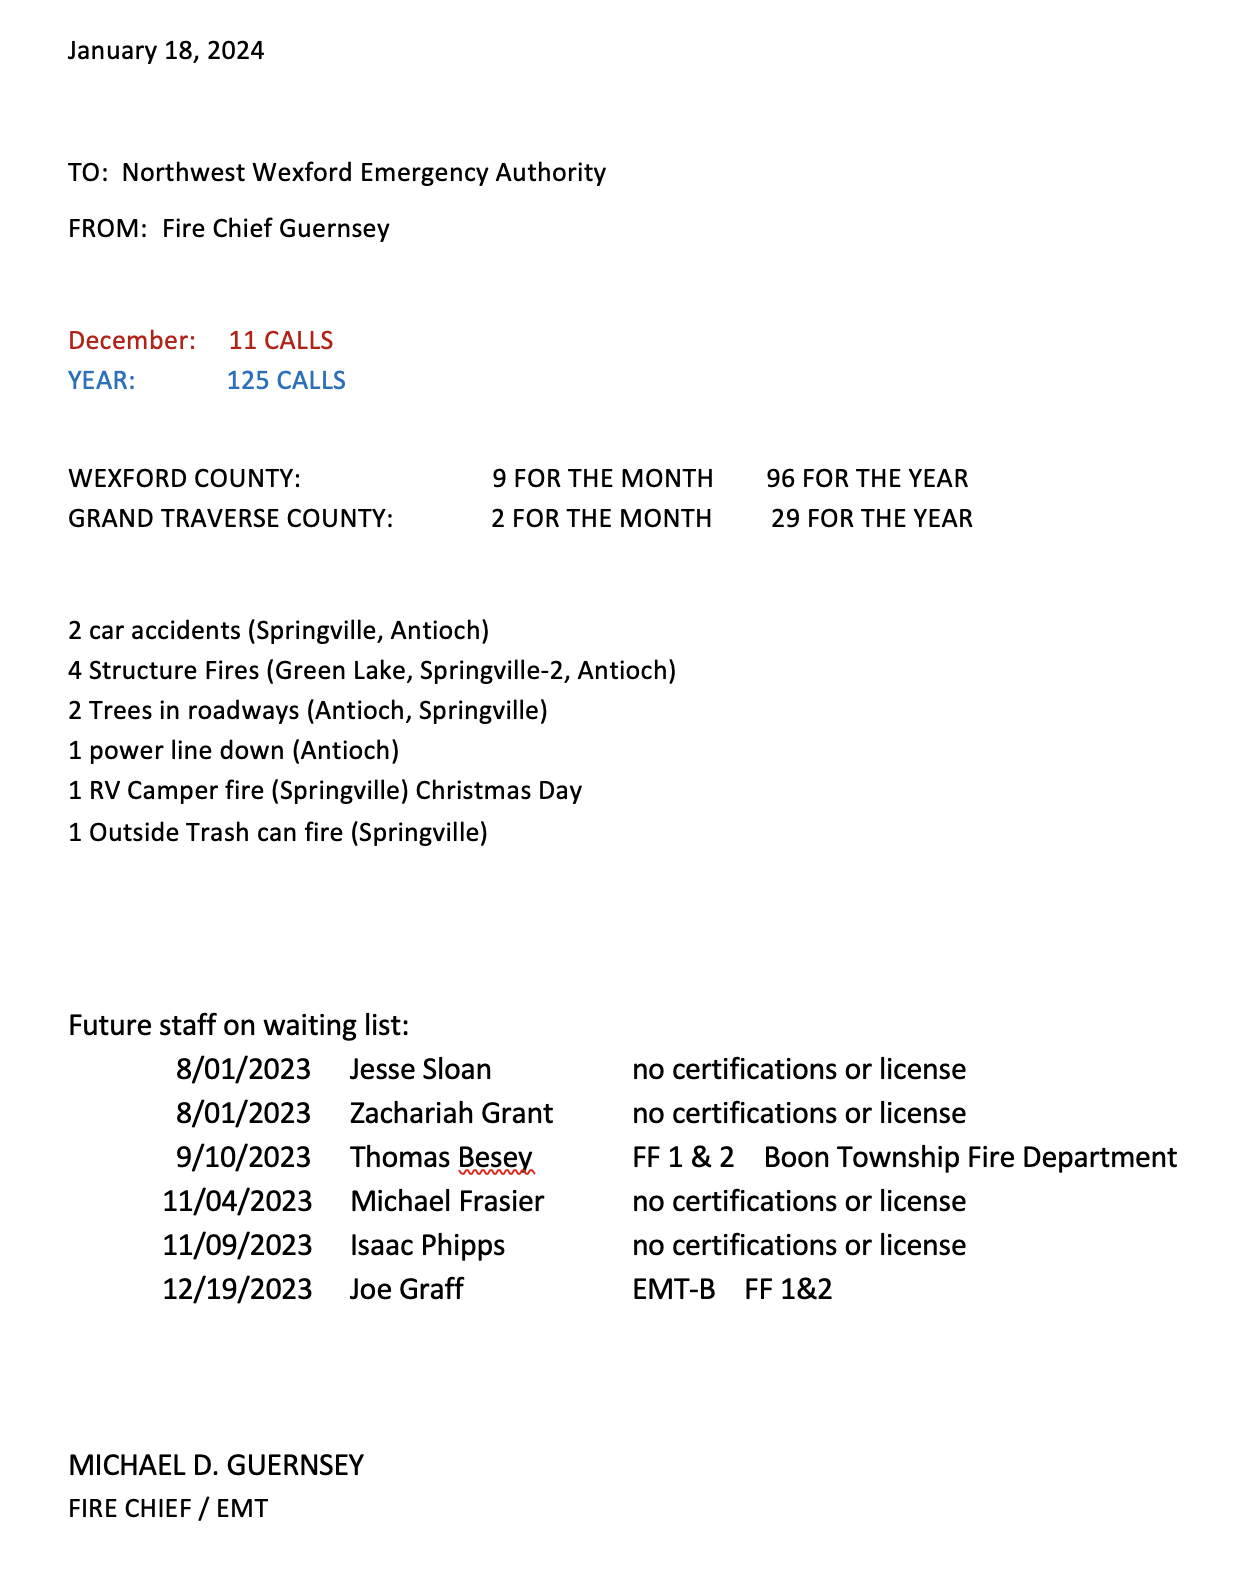 January 18, 2024
TO: Northwest Wexford Emergency Authority
FROM: Fire Chief Guernsey
December: 11 CALLS
YEAR: 125 CALLS
WEXFORD COUNTY: 9 FOR THE MONTH 96 FOR THE YEAR
GRAND TRAVERSE COUNTY: 2 FOR THE MONTH 29 FOR THE YEAR
2 car accidents (Springville, Antioch)
4 Structure Fires (Green Lake, Springville-2, Antioch)
2 Trees in roadways (Antioch, Springville)
1 power line down (Antioch)
1 RV Camper fire (Springville) Christmas Day
1 Outside Trash can fire (Springville)
Future staff on waiting list:
8/01/2023 Jesse Sloan no certifications or license
8/01/2023 Zachariah Grant no certifications or license
9/10/2023 Thomas Besey FF 1 & 2 Boon Township Fire Department
11/04/2023 Michael Frasier no certifications or license
11/09/2023 Isaac Phipps no certifications or license
12/19/2023 Joe Graff EMT-B FF 1&2
MICHAEL D. GUERNSEY
FIRE CHIEF / EMT